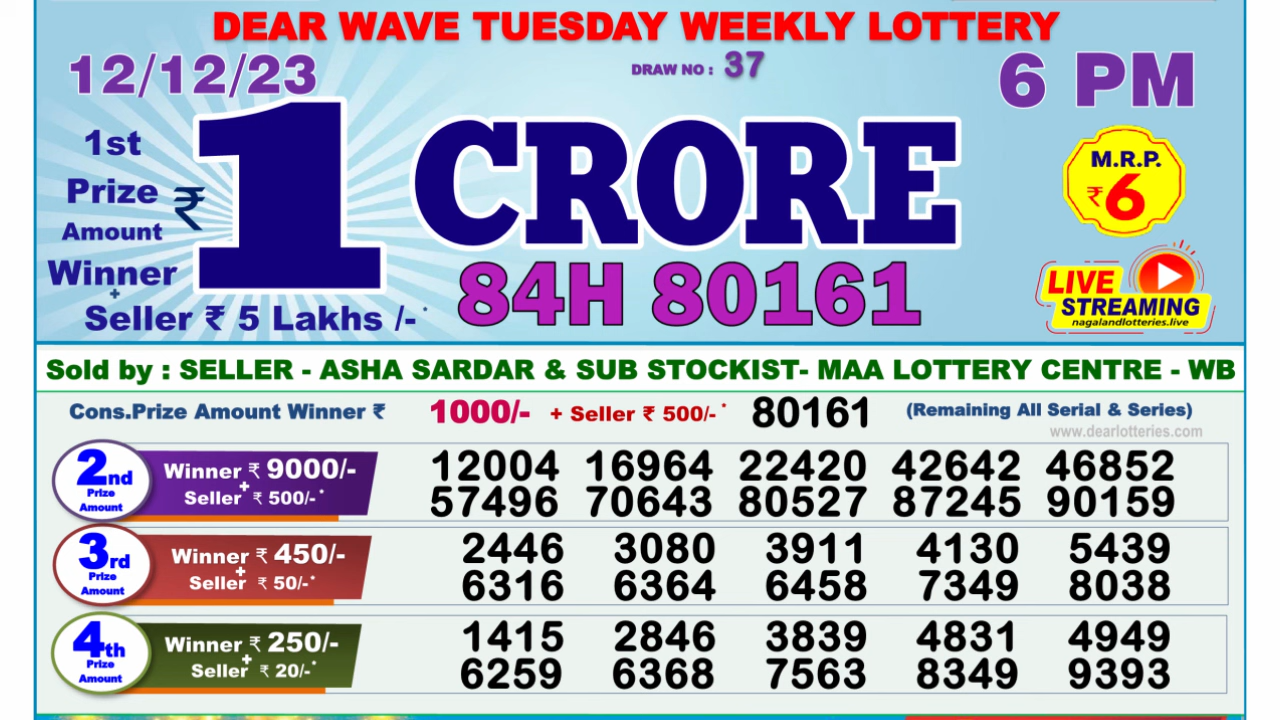 DEAR WAVE TUESDAY WEEKLY LOTTERY
12/12/23
DRAW NO : 37
6 PM
1st
Prize
Amount
Winner
+
Seller ₹ 5 Lakhs /- *
₹ 1 CRORE
84H 80161
M.R.P.
₹ 6
LIVE
STREAMING
nagalandlotteries.live
Sold by : SELLER - ASHA SARDAR & SUB STOCKIST- MAA LOTTERY CENTRE - WB
Cons.Prize Amount Winner ₹ 1000/- + Seller ₹ 500/- * 80161 (Remaining All Serial & Series)
www.dearlotteries.com
2nd
Prize
Amount
Winner ₹ 9000/-
+
Seller ₹ 500/- *
12004 16964 22420 42642 46852
57496 70643 80527 87245 90159
3rd
Prize
Amount
Winner ₹ 450/-
+
Seller ₹ 50/- *
2446 3080 3911 4130 5439
6316 6364 6458 7349 8038
4th
Prize
Amount
Winner ₹ 250/-
+
Seller ₹ 20/- *
1415 2846 3839 4831 4949
6259 6368 7563 8349 9393